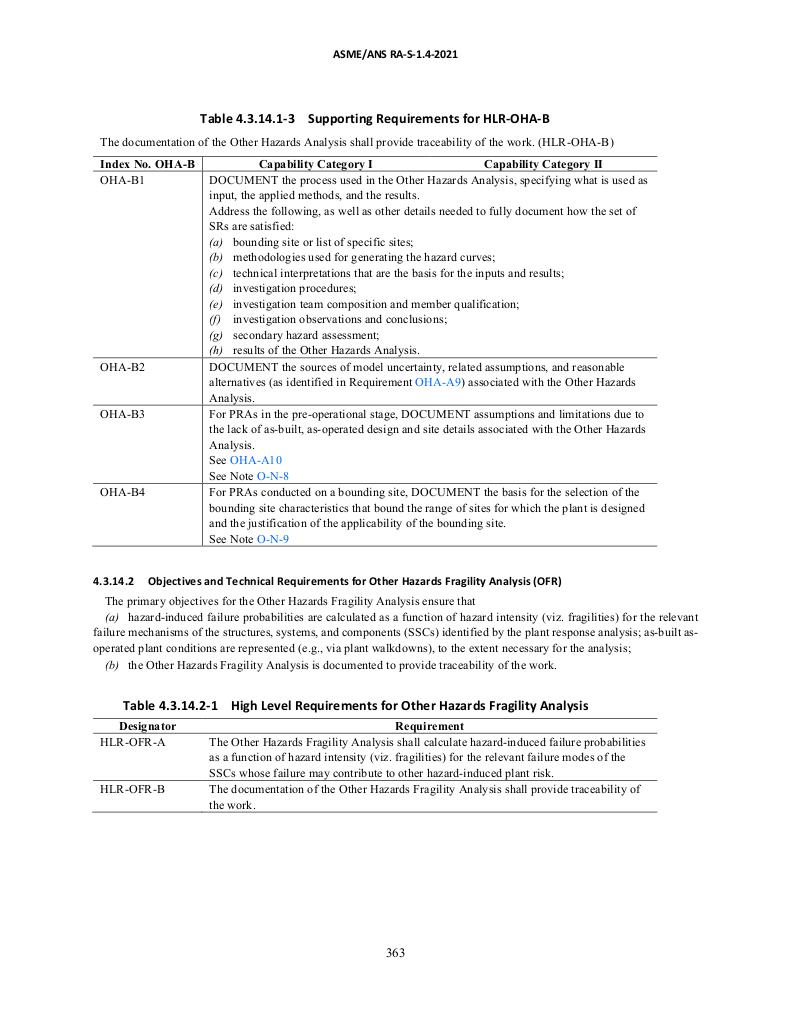 ASME/ANS RA-S-1.4-2021
Table 4.3.14.1-3 Supporting Requirements for HLR-OHA-B
The documentation of the Other Hazards Analysis shall provide traceability of the work. (HLR-OHA-B)
Index No. OHA-B Capability Category I Capability Category II
OHA-B1 DOCUMENT the process used in the Other Hazards Analysis, specifying what is used as
input, the applied methods, and the results.
Address the following, as well as other details needed to fully document how the set of
SRs are satisfied:
(a) bounding site or list of specific sites;
(b) methodologies used for generating the hazard curves;
(c) technical interpretations that are the basis for the inputs and results;
(d) investigation procedures;
(e) investigation team composition and member qualification;
(f) investigation observations and conclusions;
(g) secondary hazard assessment;
(h) results of the Other Hazards Analysis.
OHA-B2 DOCUMENT the sources of model uncertainty, related assumptions, and reasonable
alternatives (as identified in Requirement OHA-A9) associated with the Other Hazards
Analysis.
OHA-B3 For PRAs in the pre-operational stage, DOCUMENT assumptions and limitations due to
the lack of as-built, as-operated design and site details associated with the Other Hazards
Analysis.
See OHA-A10
See Note O-N-8
OHA-B4 For PRAs conducted on a bounding site, DOCUMENT the basis for the selection of the
bounding site characteristics that bound the range of sites for which the plant is designed
and the justification of the applicability of the bounding site.
See Note O-N-9
4.3.14.2 Objectives and Technical Requirements for Other Hazards Fragility Analysis (OFR)
The primary objectives for the Other Hazards Fragility Analysis ensure that
(a) hazard-induced failure probabilities are calculated as a function of hazard intensity (viz. fragilities) for the relevant
failure mechanisms of the structures, systems, and components (SSCs) identified by the plant response analysis; as-built as-
operated plant conditions are represented (e.g., via plant walkdowns), to the extent necessary for the analysis;
(b) the Other Hazards Fragility Analysis is documented to provide traceability of the work.
Table 4.3.14.2-1 High Level Requirements for Other Hazards Fragility Analysis
Designator Requirement
HLR-OFR-A The Other Hazards Fragility Analysis shall calculate hazard-induced failure probabilities
as a function of hazard intensity (viz. fragilities) for the relevant failure modes of the
SSCs whose failure may contribute to other hazard-induced plant risk.
HLR-OFR-B The documentation of the Other Hazards Fragility Analysis shall provide traceability of
the work.
363